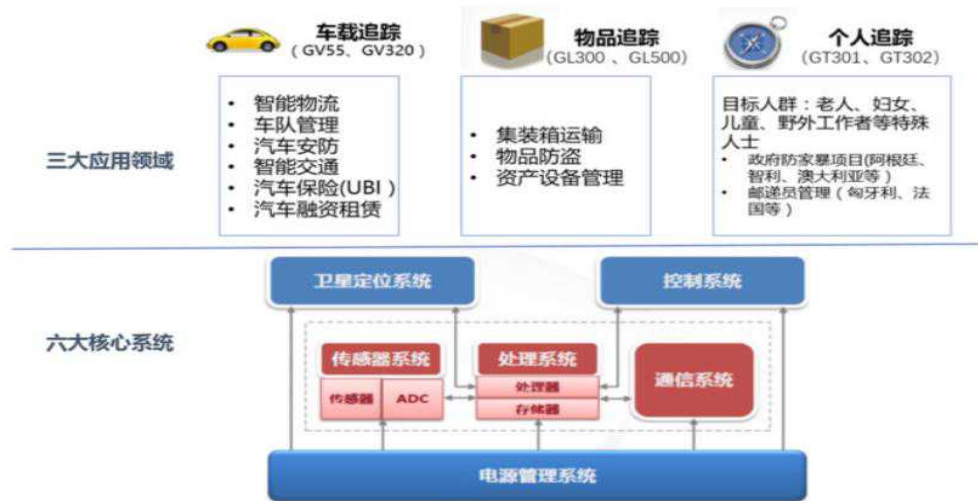 车载追踪
(GV55、GV320)
物品追踪
(GL300 、GL500)
个人追踪
(GT301、GT302)
三大应用领域
• 智能物流
• 车队管理
• 汽车安防
• 智能交通
• 汽车保险(UBI)
• 汽车融资租赁
• 集装箱运输
• 物品防盗
• 资产设备管理
目标人群:老人、妇女、
儿童、野外工作者等特殊
人士
• 政府防家暴项目(阿根廷、
智利、澳大利亚等)
• 邮递员管理(匈牙利、法
国等)
六大核心系统
卫星定位系统
控制系统
传感器系统
传感器
ADC
处理系统
处理器
存储器
通信系统
电源管理系统